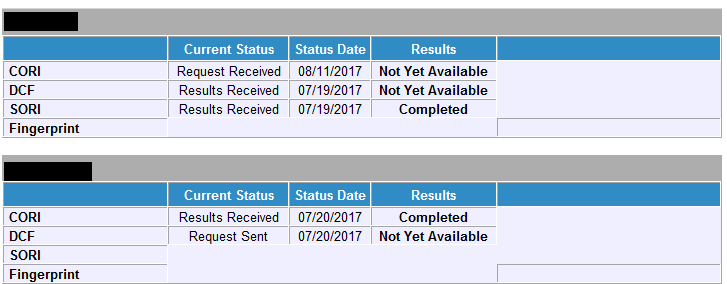 Current Status Status Date Results
CORI Request Received 08/11/2017 Not Yet Available
DCF Results Received 07/19/2017 Not Yet Available
SORI Results Received 07/19/2017 Completed
Fingerprint
Current Status Status Date Results
CORI Results Received 07/20/2017 Completed
DCF Request Sent 07/20/2017 Not Yet Available
SORI
Fingerprint